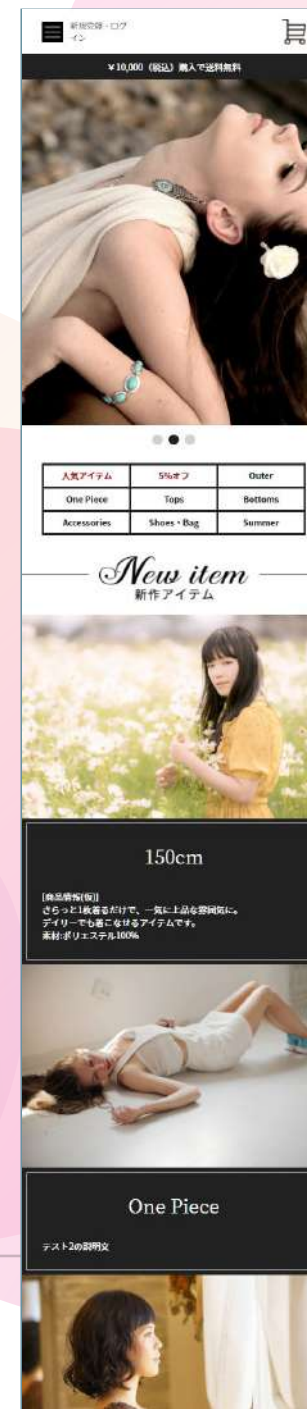 新規登録・ログ
イン
￥10,000（税込）購入で送料無料
人気アイテム 5%オフ Outer
One Piece Tops Bottoms
Accessories Shoes・Bag Summer
New item
新作アイテム
150cm
[商品情報(仮)]
さらっと1枚着るだけで、一気に上品な雰囲気に。
デイリーでも着こなせるアイテムです。
素材:ポリエステル100%
One Piece
テスト2の説明文